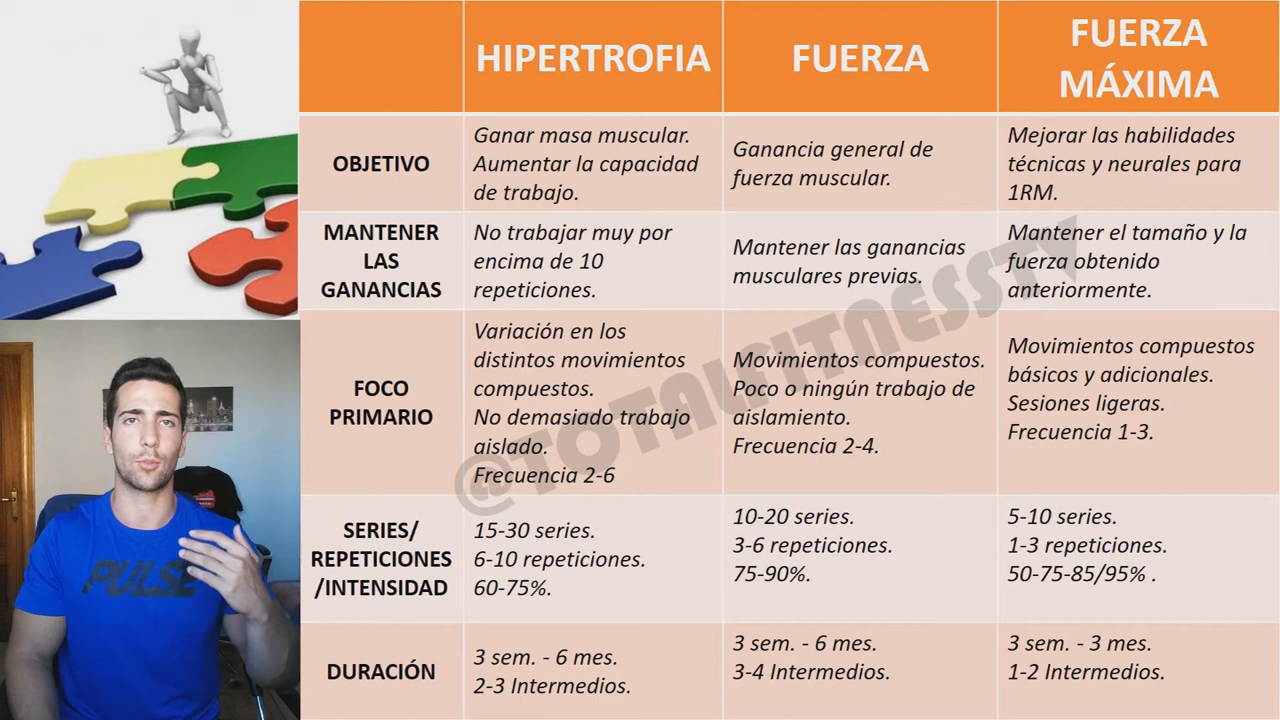 HIPERTROFIA
FUERZA
FUERZA
MÁXIMA
OBJETIVO
Ganar masa muscular.
Aumentar la capacidad
de trabajo.
Ganancia general de
fuerza muscular.
Mejorar las habilidades
técnicas y neurales para
1RM.
MANTENER
LAS
GANANCIAS
No trabajar muy por
encima de 10
repeticiones.
Mantener las ganancias
musculares previas.
Mantener el tamaño y la
fuerza obtenido
anteriormente.
FOCO
PRIMARIO
Variación en los
distintos movimientos
compuestos.
No demasiado trabajo
aislado.
Frecuencia 2-6
Movimientos compuestos.
Poco o ningún trabajo de
aislamiento.
Frecuencia 2-4.
Movimientos compuestos
básicos y adicionales.
Sesiones ligeras.
Frecuencia 1-3.
SERIES/
REPETICIONES
/INTENSIDAD
15-30 series.
6-10 repeticiones.
60-75%.
10-20 series.
3-6 repeticiones.
75-90%.
5-10 series.
1-3 repeticiones.
50-75-85/95% .
DURACIÓN
3 sem. - 6 mes.
2-3 Intermedios.
3 sem. - 6 mes.
3-4 Intermedios.
3 sem. - 3 mes.
1-2 Intermedios.
@TOTALFITNESSTV
PULSE